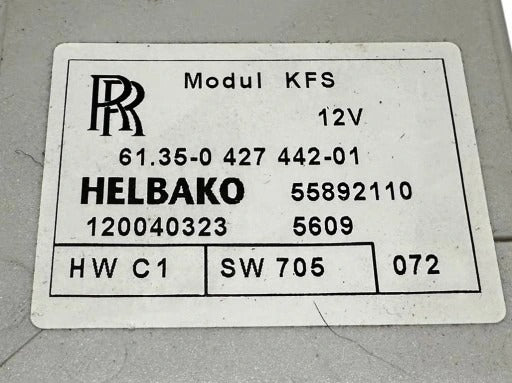 RR Modul KFS
12V
61.35-0 427 442-01
HELBAKO 55892110
120040323 5609
HW C1 SW 705 072